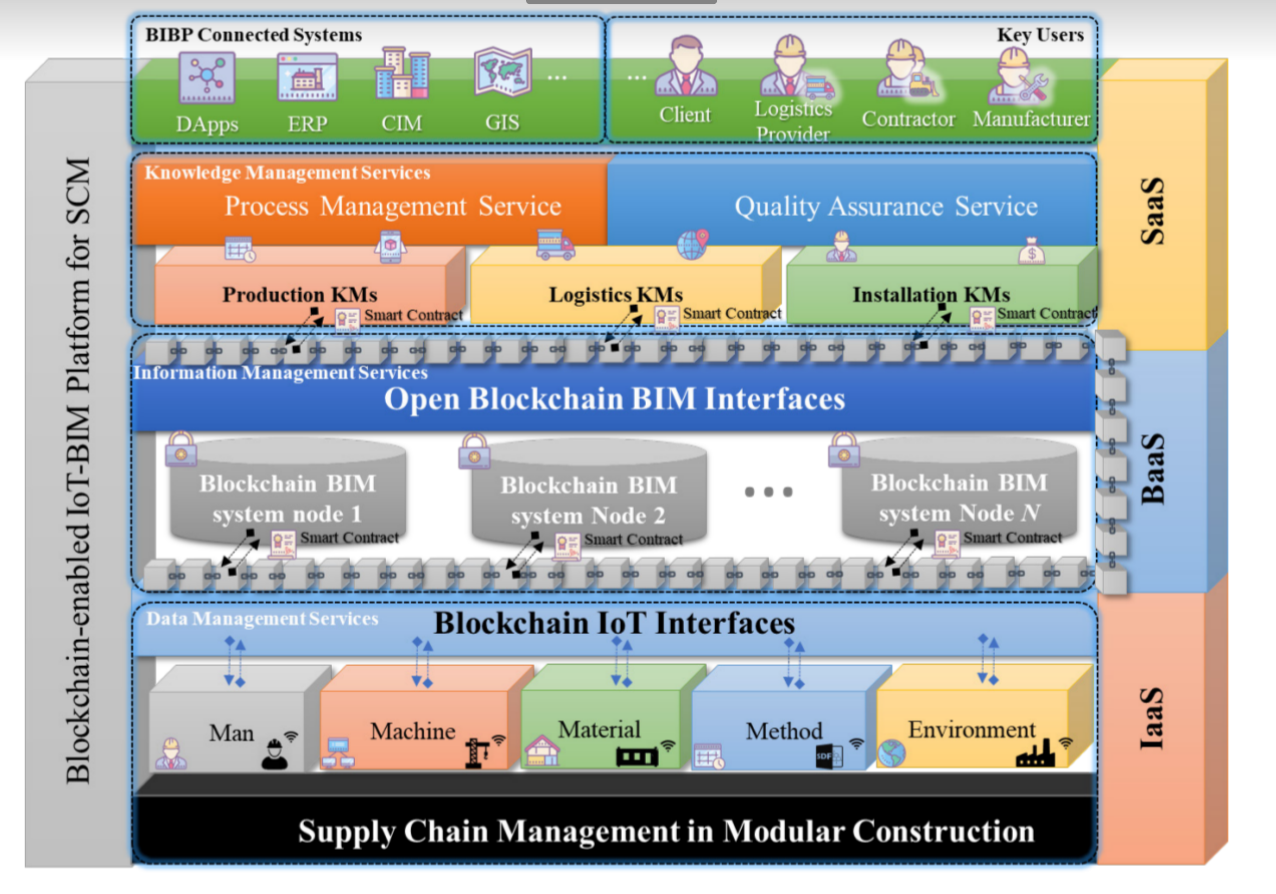 BIBP Connected Systems
Key Users
...
...
DApps
ERP
CIM
GIS
Client
Logistics
Provider
Contractor
Manufacturer
Blockchain-enabled IoT-BIM Platform for SCM
Knowledge Management Services
Process Management Service
Quality Assurance Service
Production KMs
Logistics KMs
Installation KMs
Smart Contract
Smart Contract
Smart Contract
SaaS
Information Management Services
Open Blockchain BIM Interfaces
Blockchain BIM
system node 1
Blockchain BIM
system Node 2
...
Blockchain BIM
system Node N
Smart Contract
Smart Contract
Smart Contract
BaaS
Data Management Services
Blockchain IoT Interfaces
Man
Machine
Material
Method
SDF
Environment
IaaS
Supply Chain Management in Modular Construction